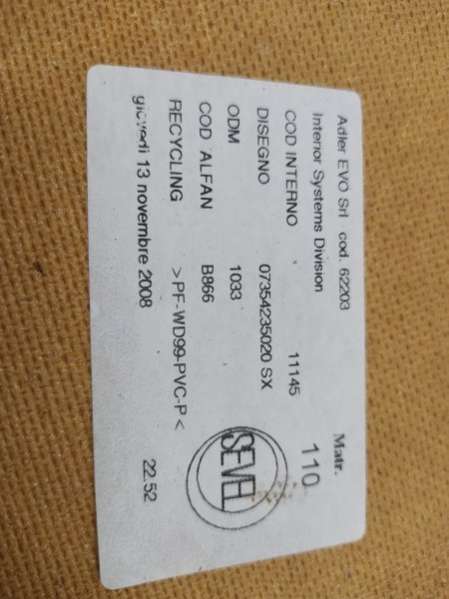 Adler EVO Srl cod. 62203 Matr.
Interior Systems Division 110
COD INTERNO 11145
DISEGNO 07354235020 SX
ODM 1033
COD ALFAN B866
RECYCLING >PF-WD99-PVC-P<
giovedì 13 novembre 2008 22.52
SEVEL